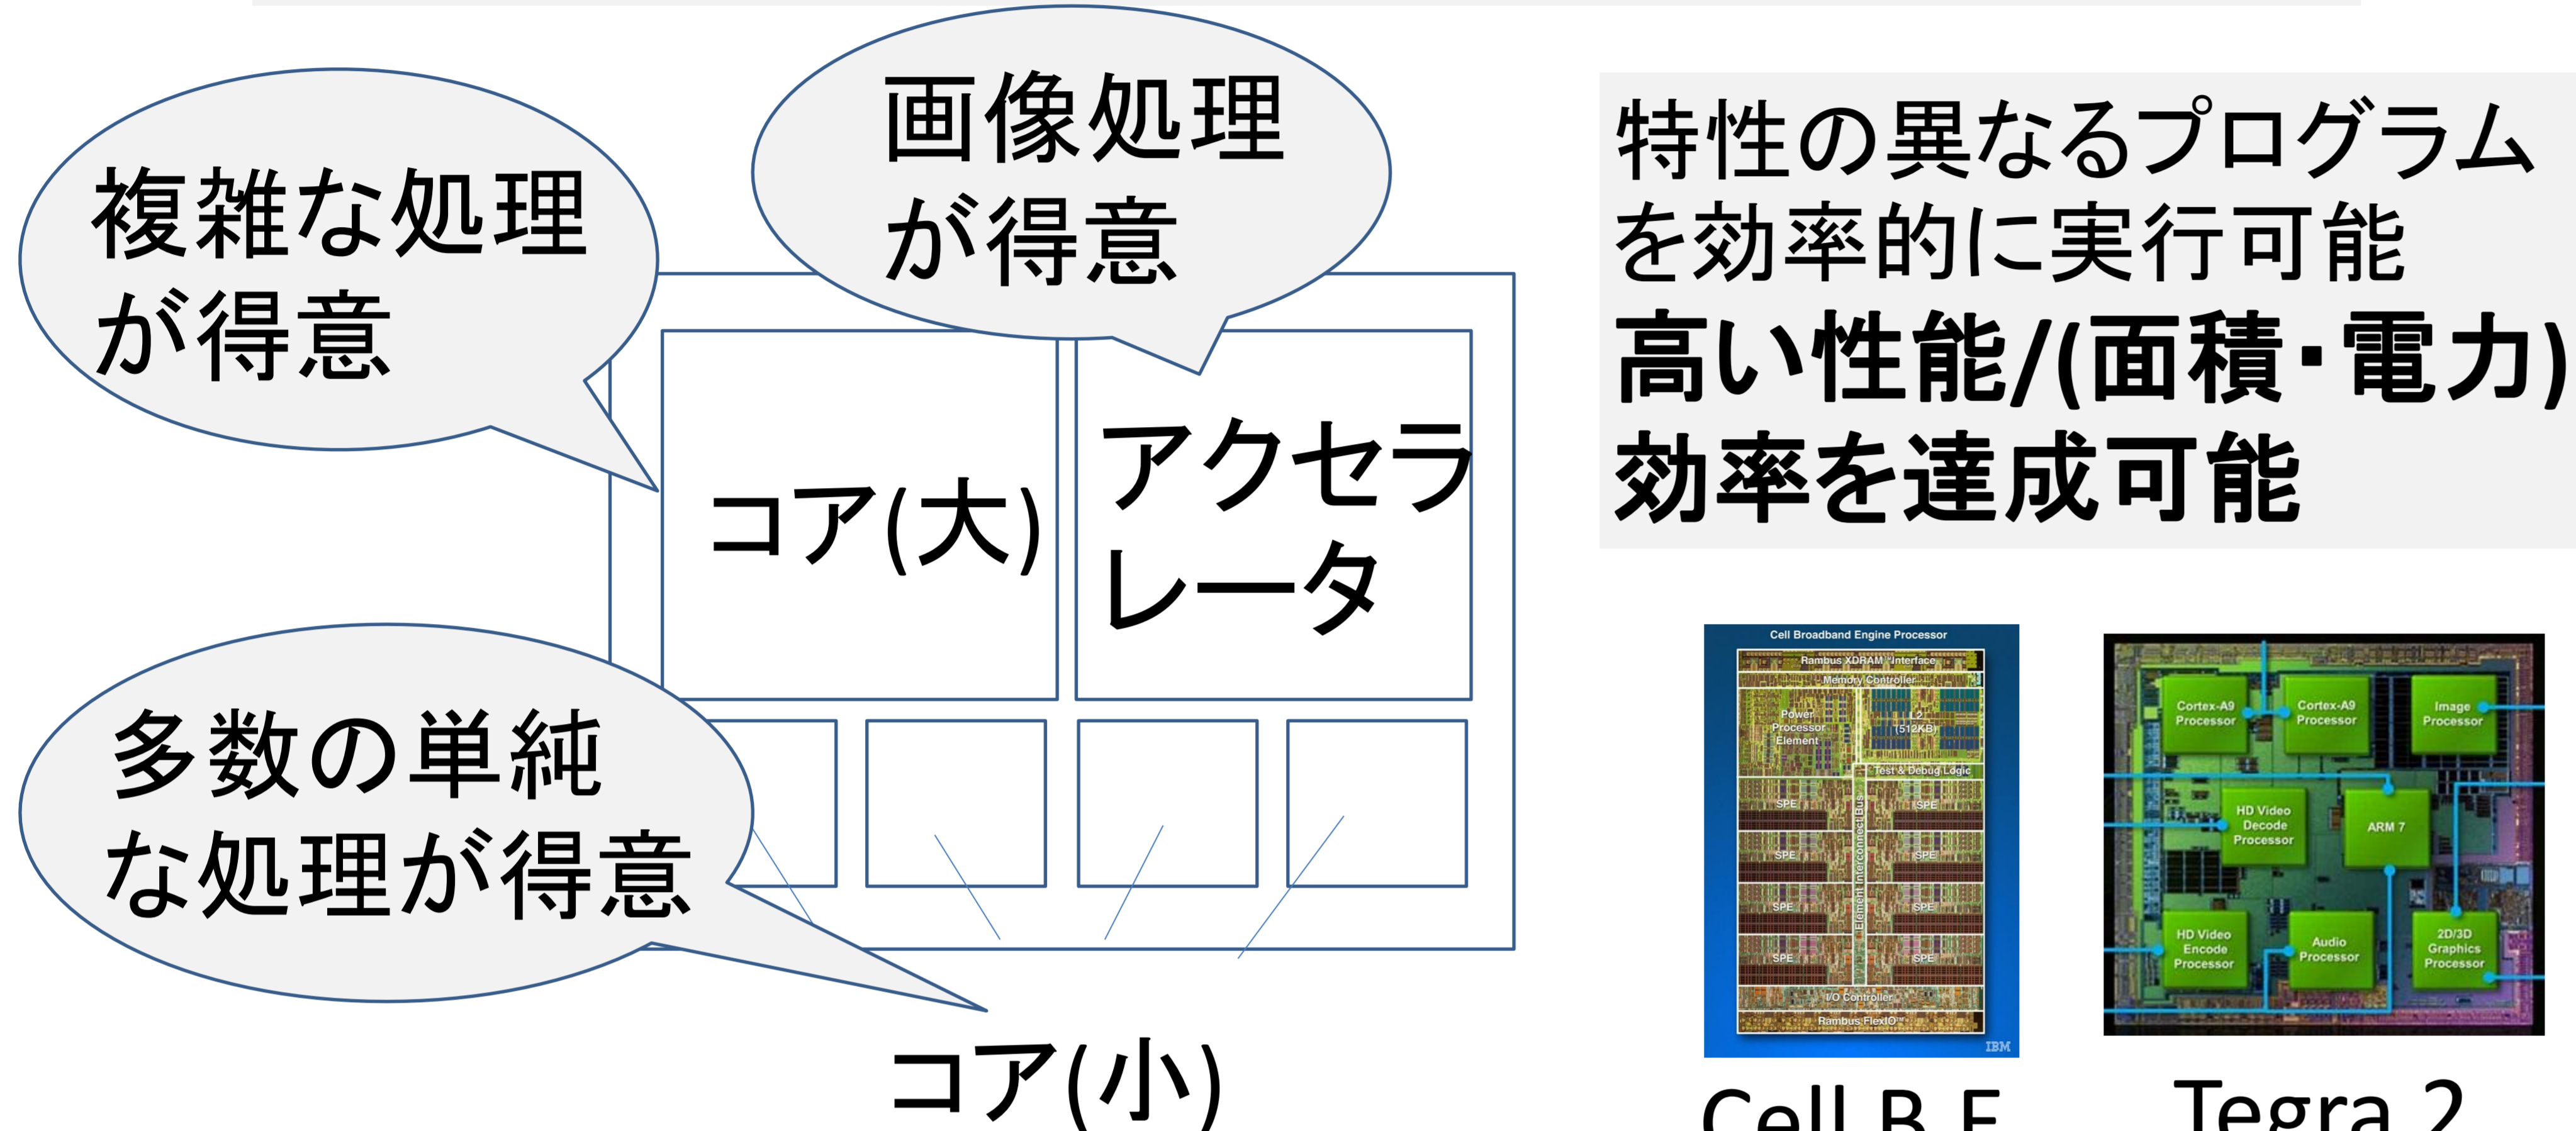 複雑な処理
が得意
画像処理
が得意
特性の異なるプログラム
を効率的に実行可能
高い性能/(面積・電力)
効率を達成可能
コア(大)
アクセラ
レータ
多数の単純
な処理が得意
コア(小)
Cell Broadband Engine Processor
Rambus XDRAM™ Interface
Memory Controller
Power
Processor
Element
L2
(512KB)
Test & Debug Logic
SPE
SPE
SPE
SPE
SPE
SPE
SPE
SPE
Element Interconnect Bus
I/O Controller
Rambus FlexIO™
IBM
Cell B.E
Cortex-A9
Processor
Cortex-A9
Processor
Image
Processor
HD Video
Decode
Processor
ARM 7
HD Video
Encode
Processor
Audio
Processor
2D/3D
Graphics
Processor
Tegra 2